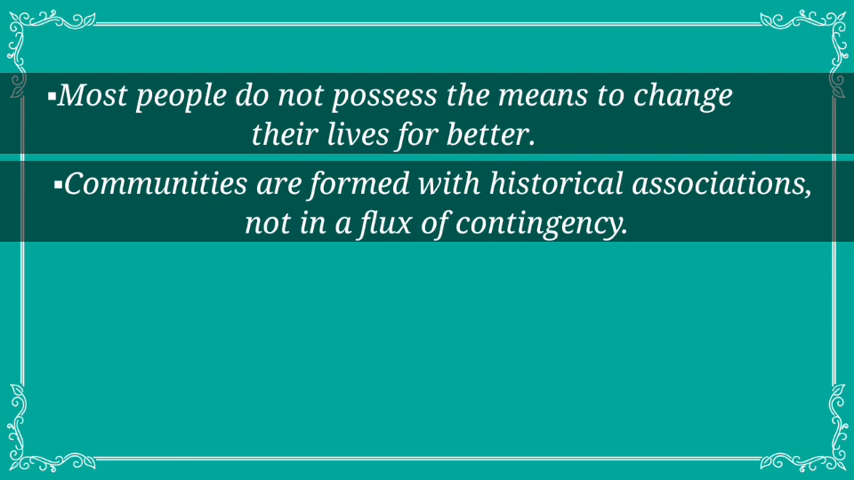 ▪Most people do not possess the means to change
their lives for better.
▪Communities are formed with historical associations,
not in a flux of contingency.